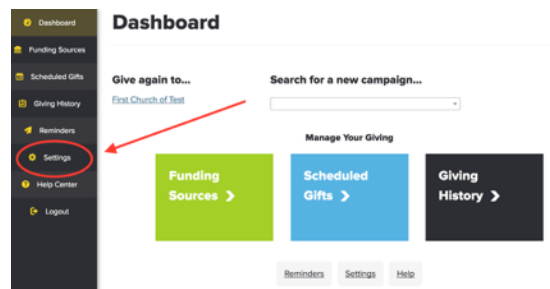 Dashboard
Funding Sources
Scheduled Gifts
Giving History
Reminders
Settings
Help Center
Logout
Dashboard
Give again to...
First Church of Test
Search for a new campaign...
Manage Your Giving
Funding
Sources
Scheduled
Gifts
Giving
History
Reminders Settings Help